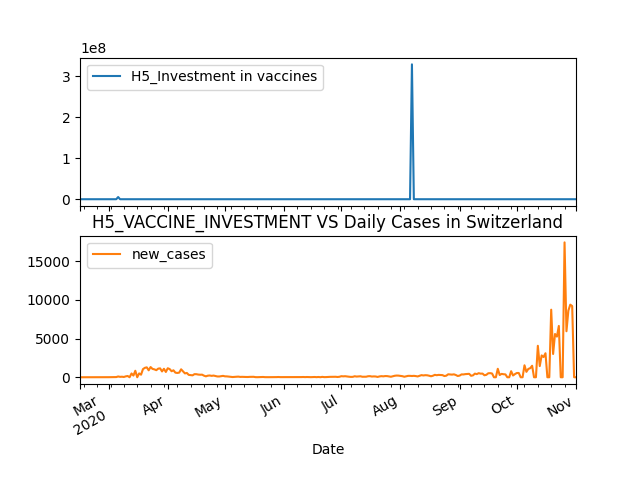 1e8
H5_Investment in vaccines
3
2
1
0
H5_VACCINE_INVESTMENT VS Daily Cases in Switzerland
new_cases
15000
10000
5000
0
Mar 2020 Apr May Jun Jul Aug Sep Oct Nov
Date